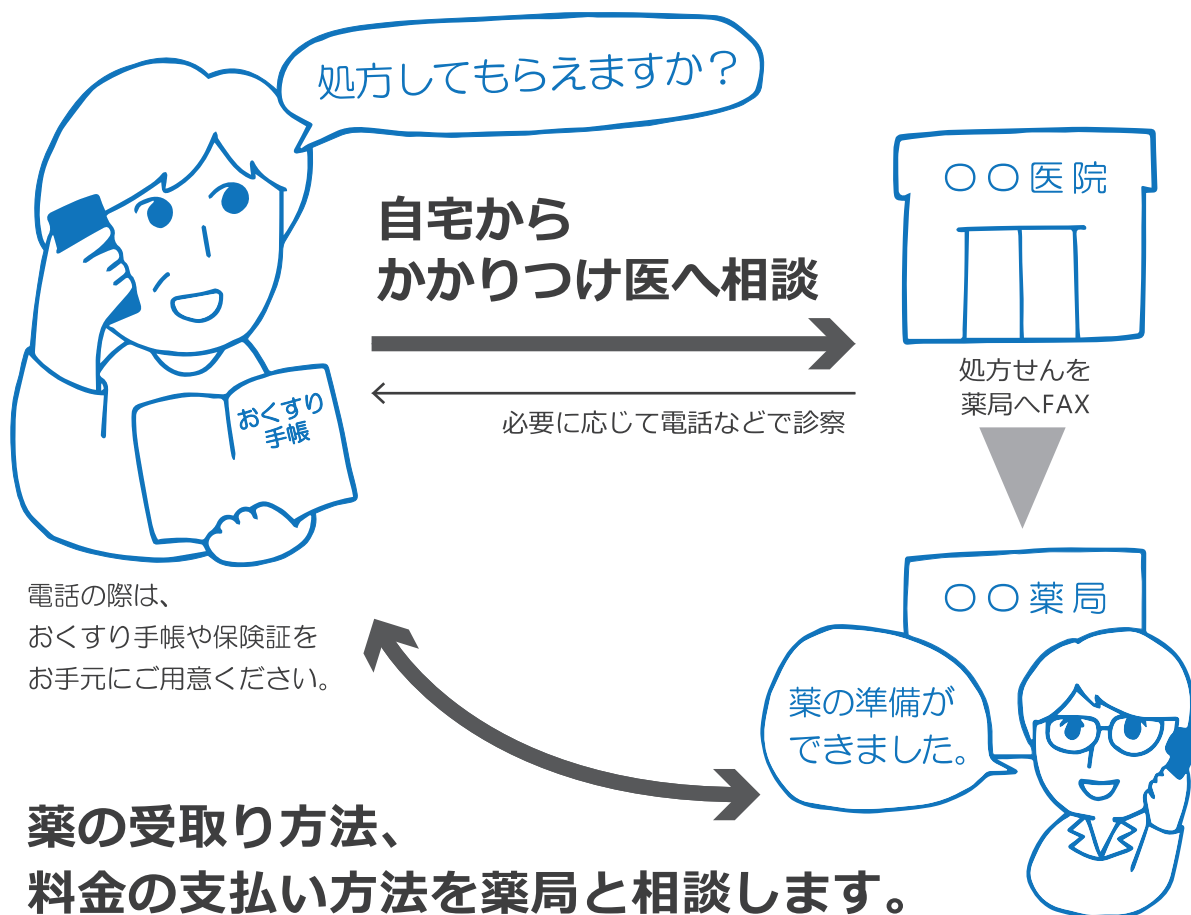 処方してもらえますか？
自宅から
かかりつけ医へ相談
必要に応じて電話などで診察
〇〇医院
処方せんを
薬局へFAX
おくすり
手帳
電話の際は、
おくすり手帳や保険証を
お手元にご用意ください。
〇〇薬局
薬の準備が
できました。
薬の受取り方法、
料金の支払い方法を薬局と相談します。